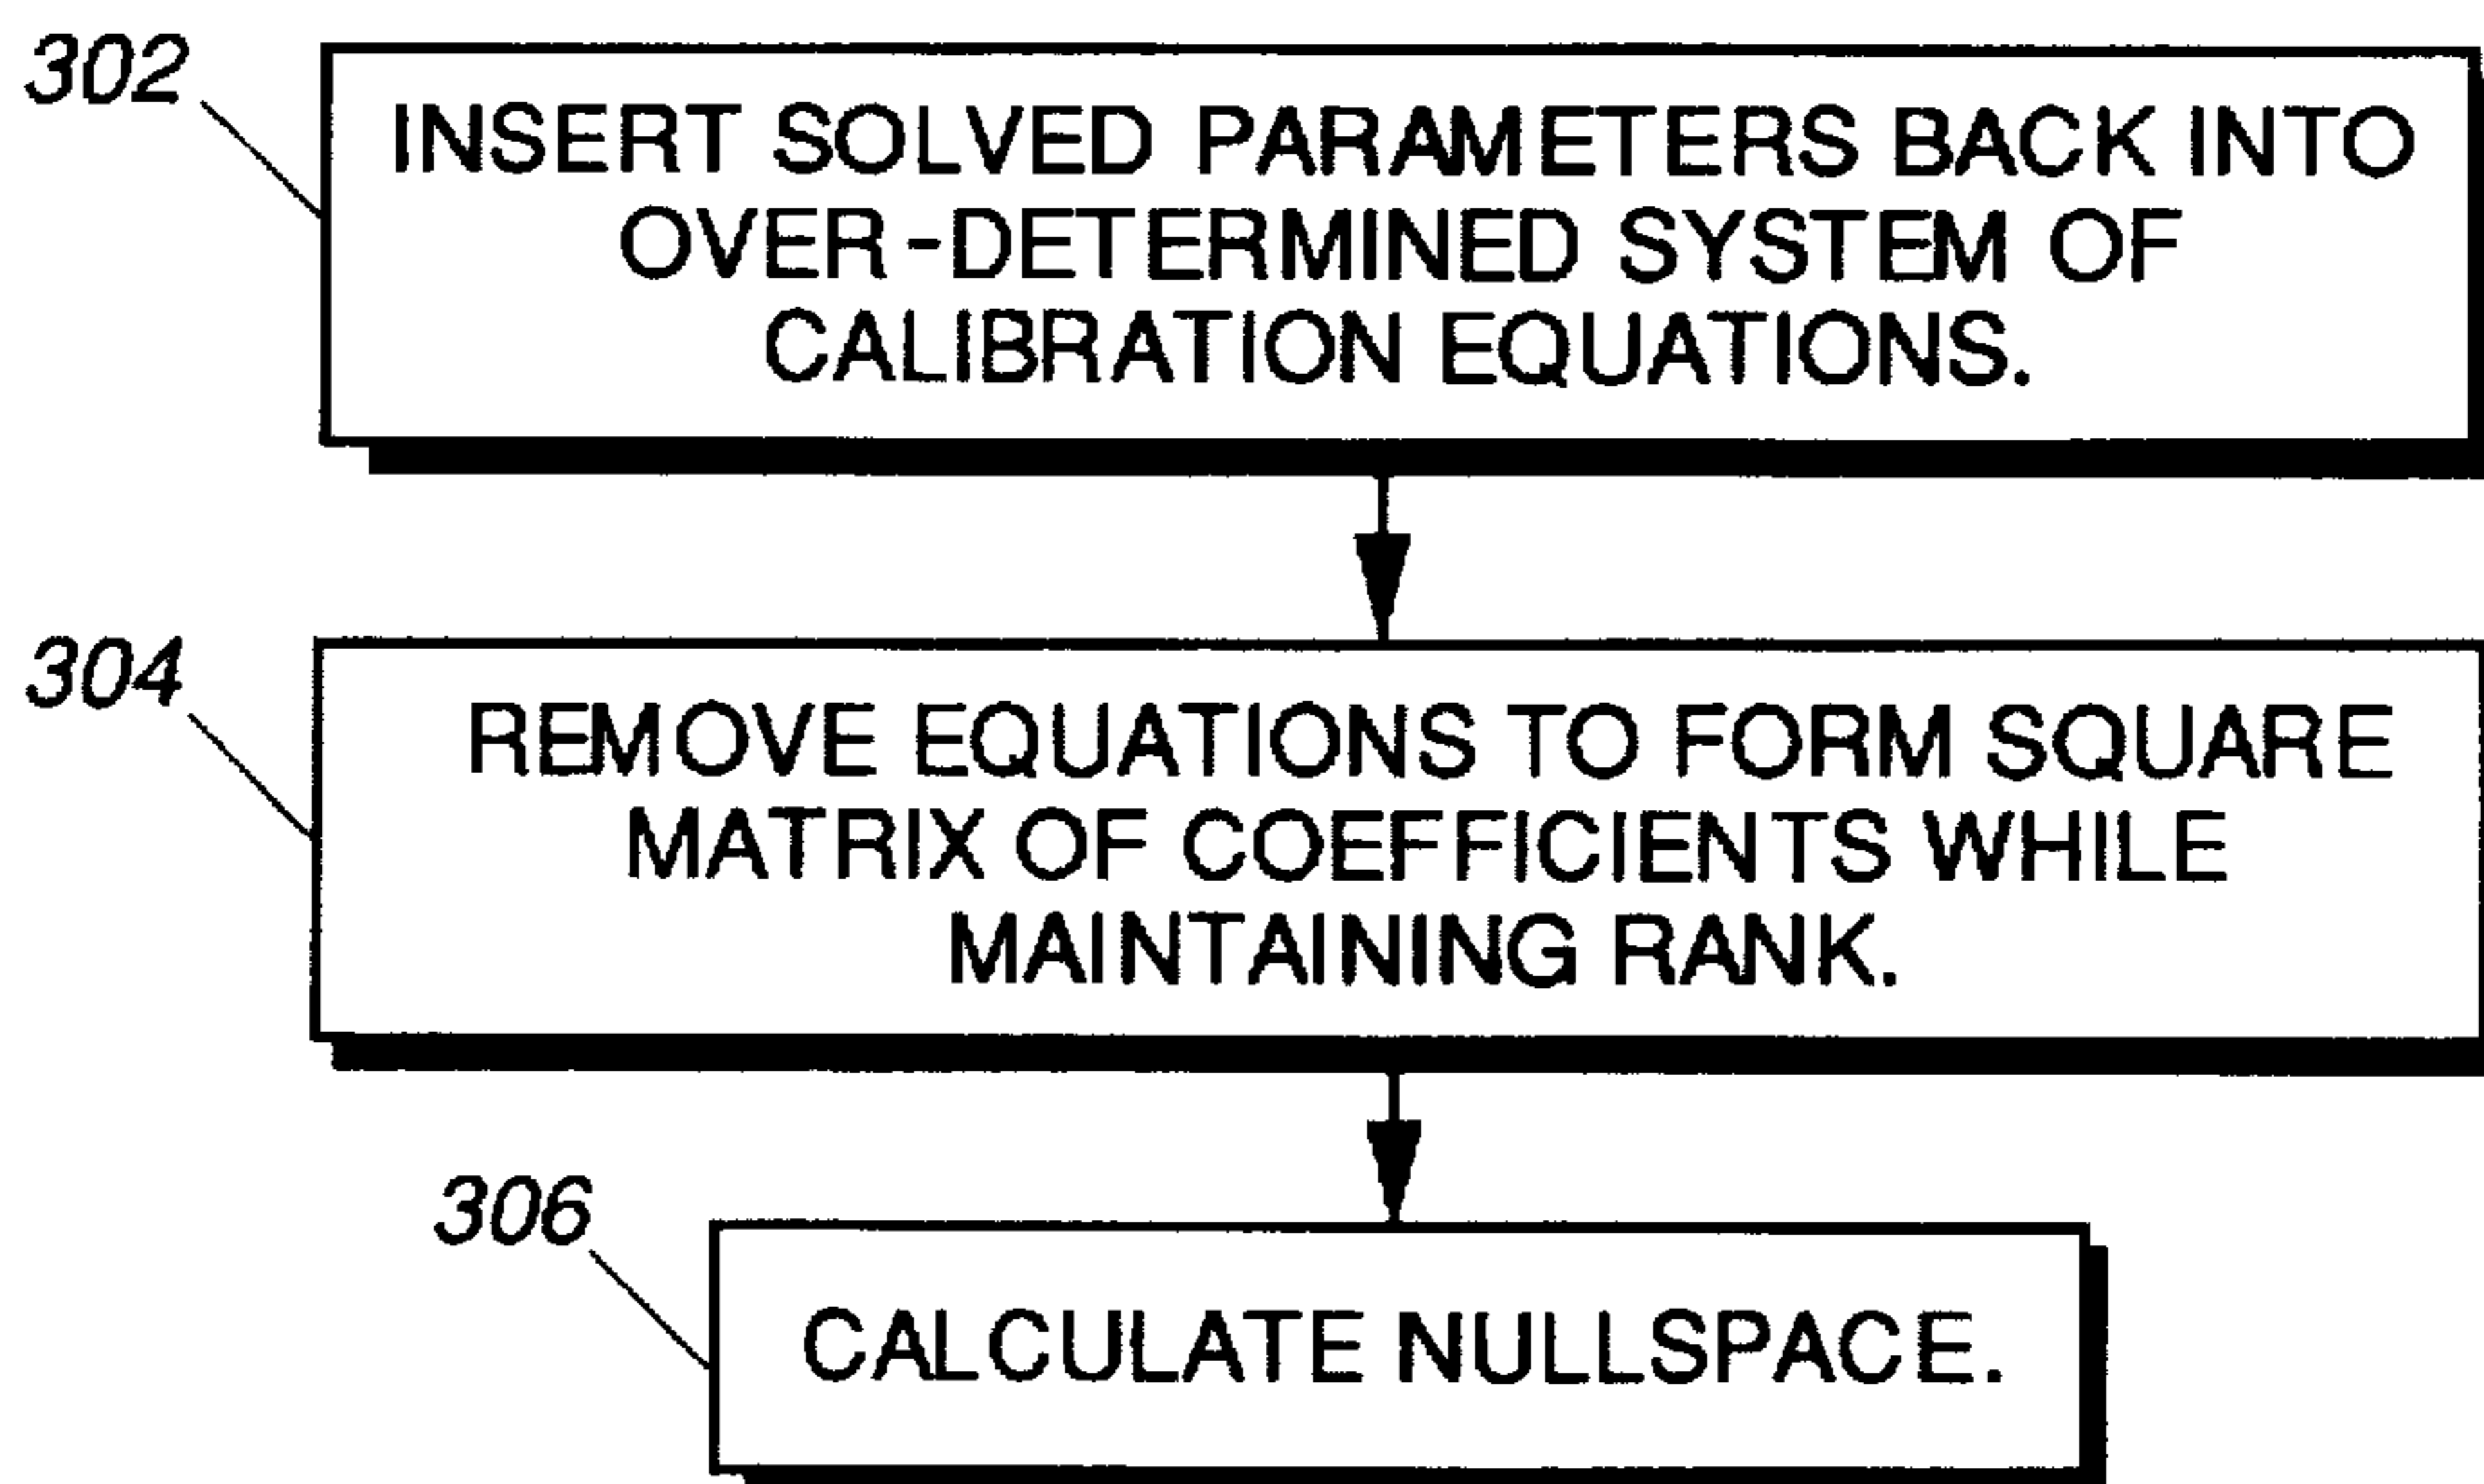 302
INSERT SOLVED PARAMETERS BACK INTO
OVER-DETERMINED SYSTEM OF
CALIBRATION EQUATIONS.
304
REMOVE EQUATIONS TO FORM SQUARE
MATRIX OF COEFFICIENTS WHILE
MAINTAINING RANK.
306
CALCULATE NULLSPACE.